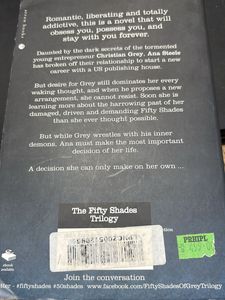 Romantic, liberating and totally
addictive, this is a novel that will
obsess you, possess you, and
stay with you forever.
Daunted by the dark secrets of the tormented
young entrepreneur Christian Grey, Ana Steele
has broken off their relationship to start a new
career with a US publishing house.
But desire for Grey still dominates her every
waking thought, and when he proposes a new
arrangement, she cannot resist. Soon she is
learning more about the harrowing past of her
damaged, driven and demanding Fifty Shades
than she ever thought possible.
But while Grey wrestles with his inner
demons, Ana must make the most important
decision of her life.
A decision she can only make on her own ...
The Fifty Shades
Trilogy
PRHIPL
Join the conversation
#fiftyshades #50shades www.facebook.com/FiftyShadesOfGreyTrilogy
ebook
available